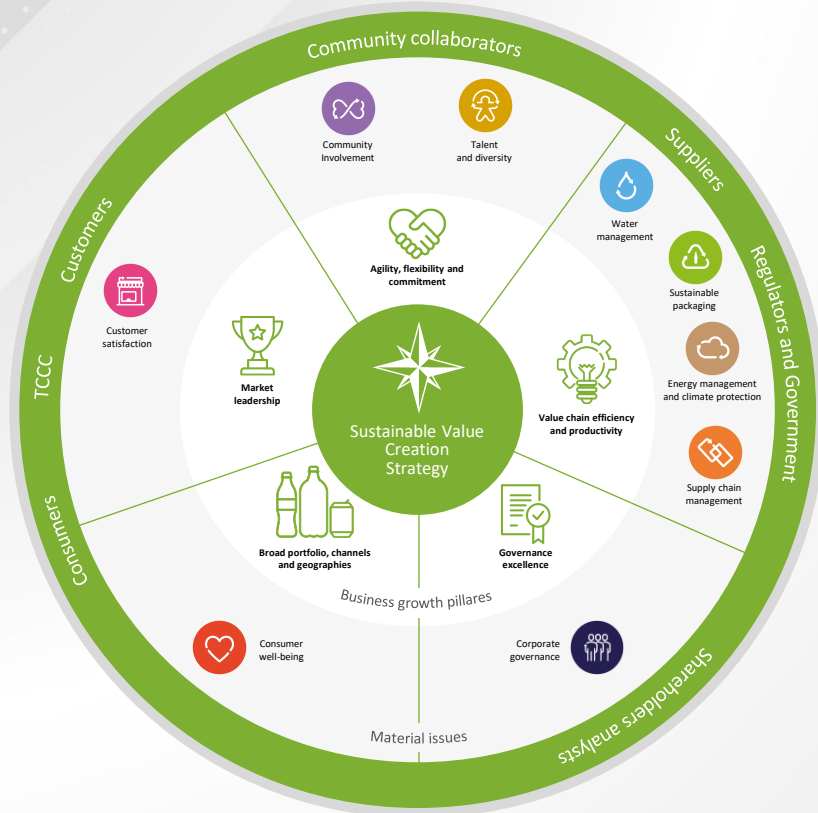 Community collaborators
Suppliers
Regulators and Government
Shareholders analysts
Consumers
TCCC
Customers
Community
Involvement
Talent
and diversity
Water
management
Sustainable
packaging
Energy management
and climate protection
Supply chain
management
Corporate
governance
Consumer
well-being
Customer
satisfaction
Agility, flexibility and
commitment
Value chain efficiency
and productivity
Governance
excellence
Broad portfolio, channels
and geographies
Market
leadership
Sustainable Value
Creation
Strategy
Business growth pillares
Material issues